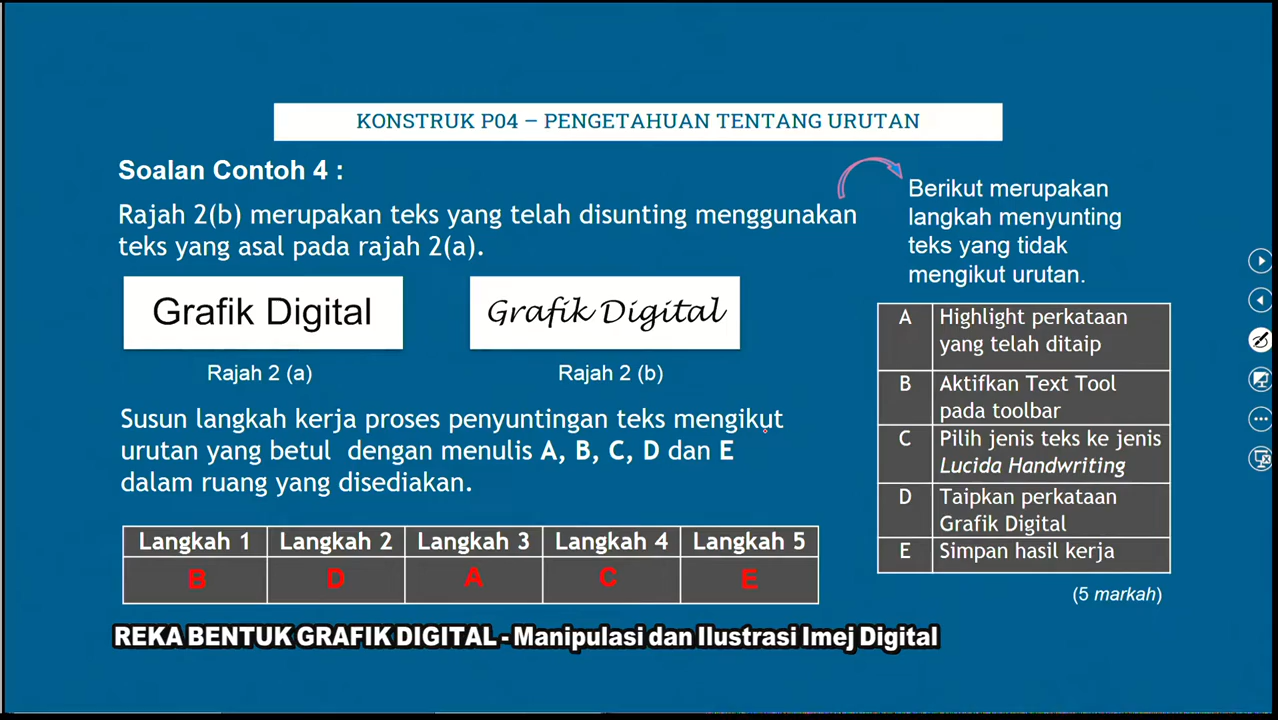 KONSTRUK P04 – PENGETAHUAN TENTANG URUTAN
Soalan Contoh 4 :
Rajah 2(b) merupakan teks yang telah disunting menggunakan
teks yang asal pada rajah 2(a).
Grafik Digital
Grafik Digital
Rajah 2 (a)
Rajah 2 (b)
Susun langkah kerja proses penyuntingan teks mengikut
urutan yang betul dengan menulis A, B, C, D dan E
dalam ruang yang disediakan.
Langkah 1 Langkah 2 Langkah 3 Langkah 4 Langkah 5
B D A C E
Berikut merupakan
langkah menyunting
teks yang tidak
mengikut urutan.
A Highlight perkataan
yang telah ditaip
B Aktifkan Text Tool
pada toolbar
C Pilih jenis teks ke jenis
Lucida Handwriting
D Taipkan perkataan
Grafik Digital
E Simpan hasil kerja
(5 markah)
REKA BENTUK GRAFIK DIGITAL - Manipulasi dan Ilustrasi Imej Digital